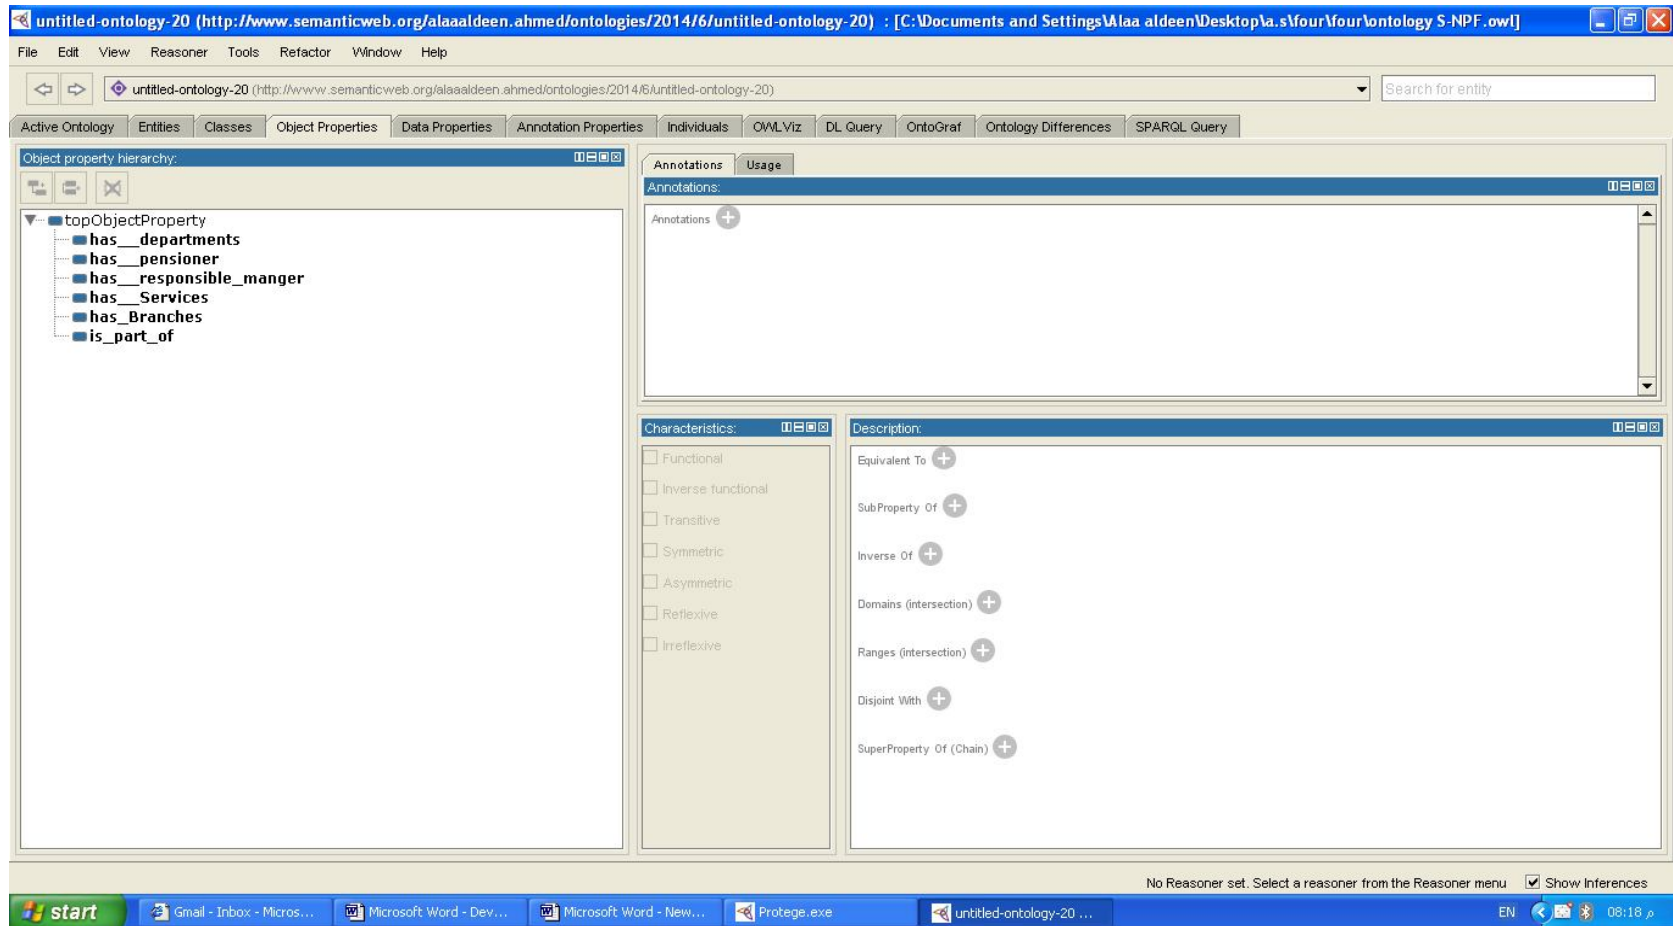 untitled-ontology-20 (http://www.semanticweb.org/alaaaldeen.ahmed/ontologies/2014/6/untitled-ontology-20) : [C:\Documents and Settings\Alaa aldeen\Desktop\a.s\four\four\ontology S-NPF.owl]
File Edit View Reasoner Tools Refactor Window Help
untitled-ontology-20 (http://www.semanticweb.org/alaaaldeen.ahmed/ontologies/2014/6/untitled-ontology-20)
Search for entity
Active Ontology Entities Classes Object Properties Data Properties Annotation Properties Individuals OWLViz DL Query OntoGraf Ontology Differences SPARQL Query
Object property hierarchy:
topObjectProperty
has__departments
has__pensioner
has__responsible_manger
has__Services
has_Branches
is_part_of
Annotations Usage
Annotations:
Annotations
Characteristics:
Functional
Inverse functional
Transitive
Symmetric
Asymmetric
Reflexive
Irreflexive
Description:
Equivalent To
SubProperty Of
Inverse Of
Domains (intersection)
Ranges (intersection)
Disjoint With
SuperProperty Of (Chain)
No Reasoner set. Select a reasoner from the Reasoner menu Show Inferences
start Gmail - Inbox - Micros... Microsoft Word - Dev... Microsoft Word - New... Protege.exe untitled-ontology-20 ... EN 08:18 م